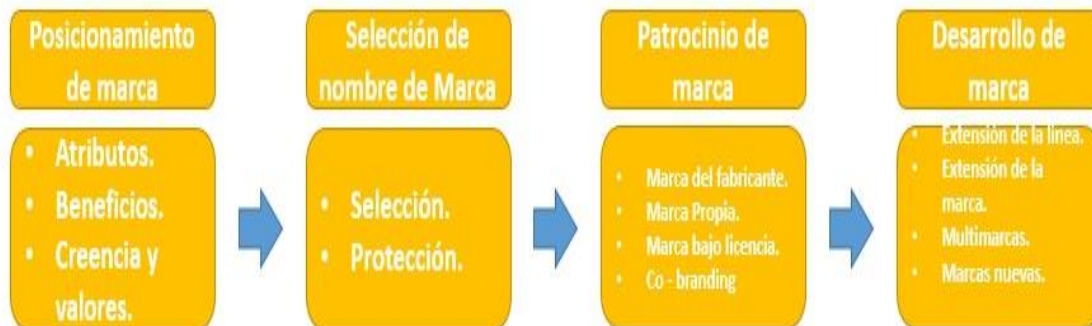 Posicionamiento
de marca
• Atributos.
• Beneficios.
• Creencia y
valores.
Selección de
nombre de Marca
• Selección.
• Protección.
Patrocinio de
marca
• Marca del fabricante.
• Marca Propia.
• Marca bajo licencia.
• Co - branding
Desarrollo de
marca
• Extensión de la linea.
• Extensión de la
marca.
• Multimarcas.
• Marcas nuevas.